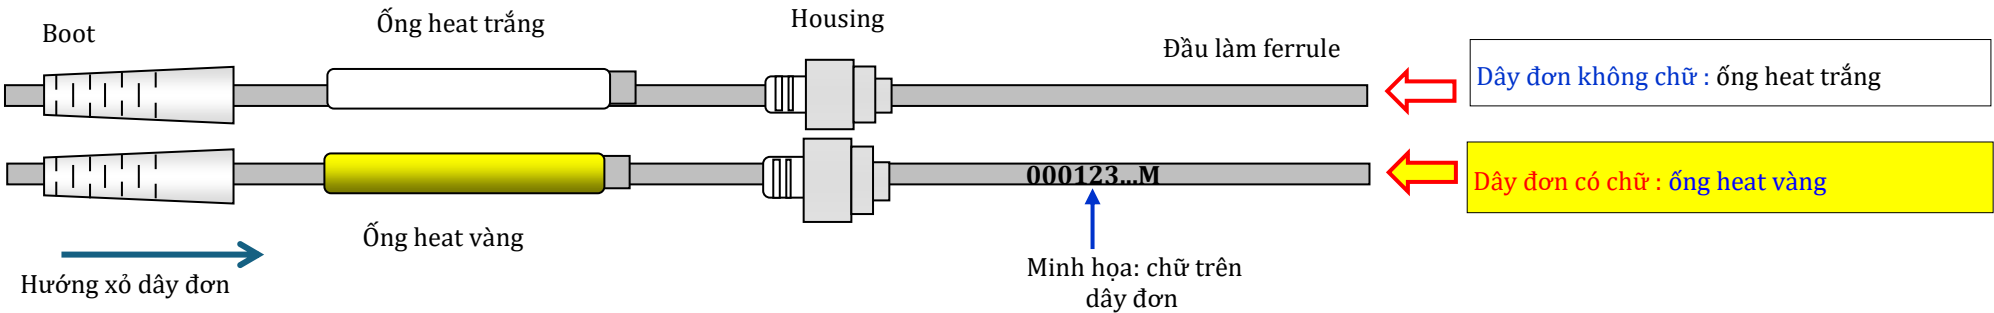 Boot
Ống heat trắng
Housing
Đầu làm ferrule
Dây đơn không chữ : ống heat trắng
000123...M
Dây đơn có chữ : ống heat vàng
Ống heat vàng
Hướng xỏ dây đơn
Minh họa: chữ trên
dây đơn